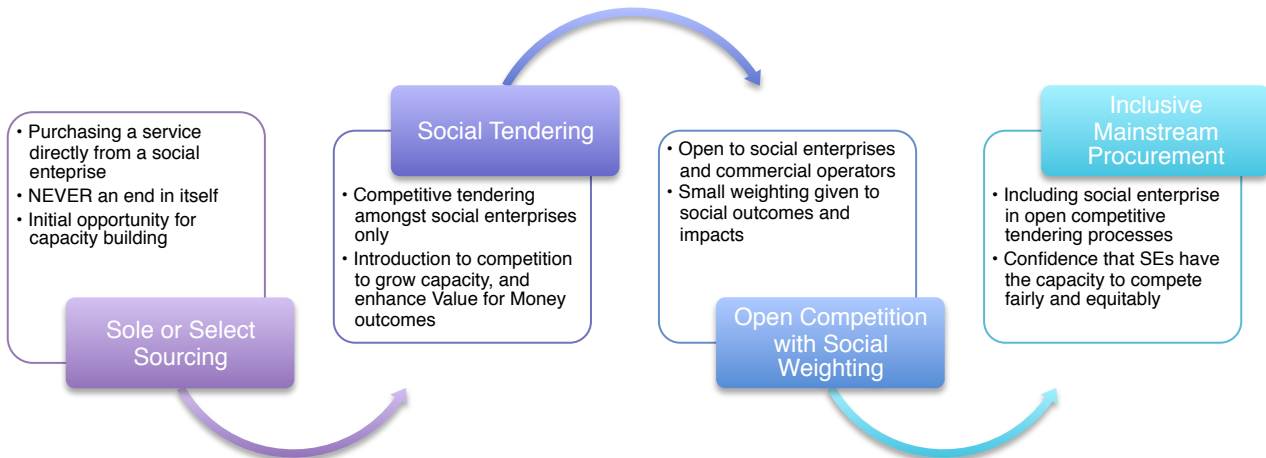 • Purchasing a service
directly from a social
enteprise
• NEVER an end in itself
• Initial opportunity for
capacity building
Sole or Select
Sourcing
Social Tendering
• Competitive tendering
amongst social enterprises
only
• Introduction to competition
to grow capacity, and
enhance Value for Money
outcomes
• Open to social enterprises
and commercial operators
• Small weighting given to
social outcomes and
impacts
Open Competition
with Social
Weighting
Inclusive
Mainstream
Procurement
• Including social enterprise
in open competitive
tendering processes
• Confidence that SEs have
the capacity to compete
fairly and equitably